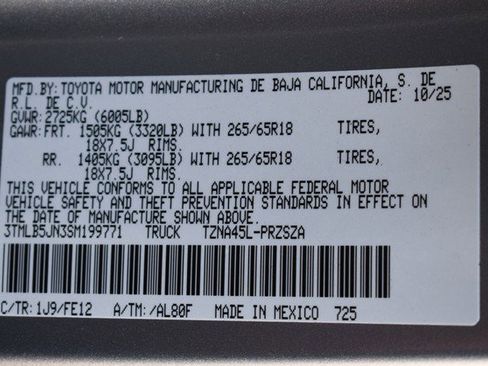 MFD.BY:TOYOTA MOTOR MANUFACTURING DE BAJA CALIFORNIA, S. DE
R.L. DE C.V. DATE: 10/25
GVWR: 2725KG (6005LB)
GAWR: FRT. 1505KG (3320LB) WITH 265/65R18 TIRES,
18X7.5J RIMS.
RR. 1405KG (3095LB) WITH 265/65R18 TIRES,
18X7.5J RIMS.
THIS VEHICLE CONFORMS TO ALL APPLICABLE FEDERAL MOTOR
VEHICLE SAFETY AND THEFT PREVENTION STANDARDS IN EFFECT ON
THE DATE OF MANUFACTURE SHOWN ABOVE.
3TMLB5JN3SM199771 TRUCK TZNA45L-PRZSZA
C/TR: 1J9/FE12 A/TM: /AL80F MADE IN MEXICO 725